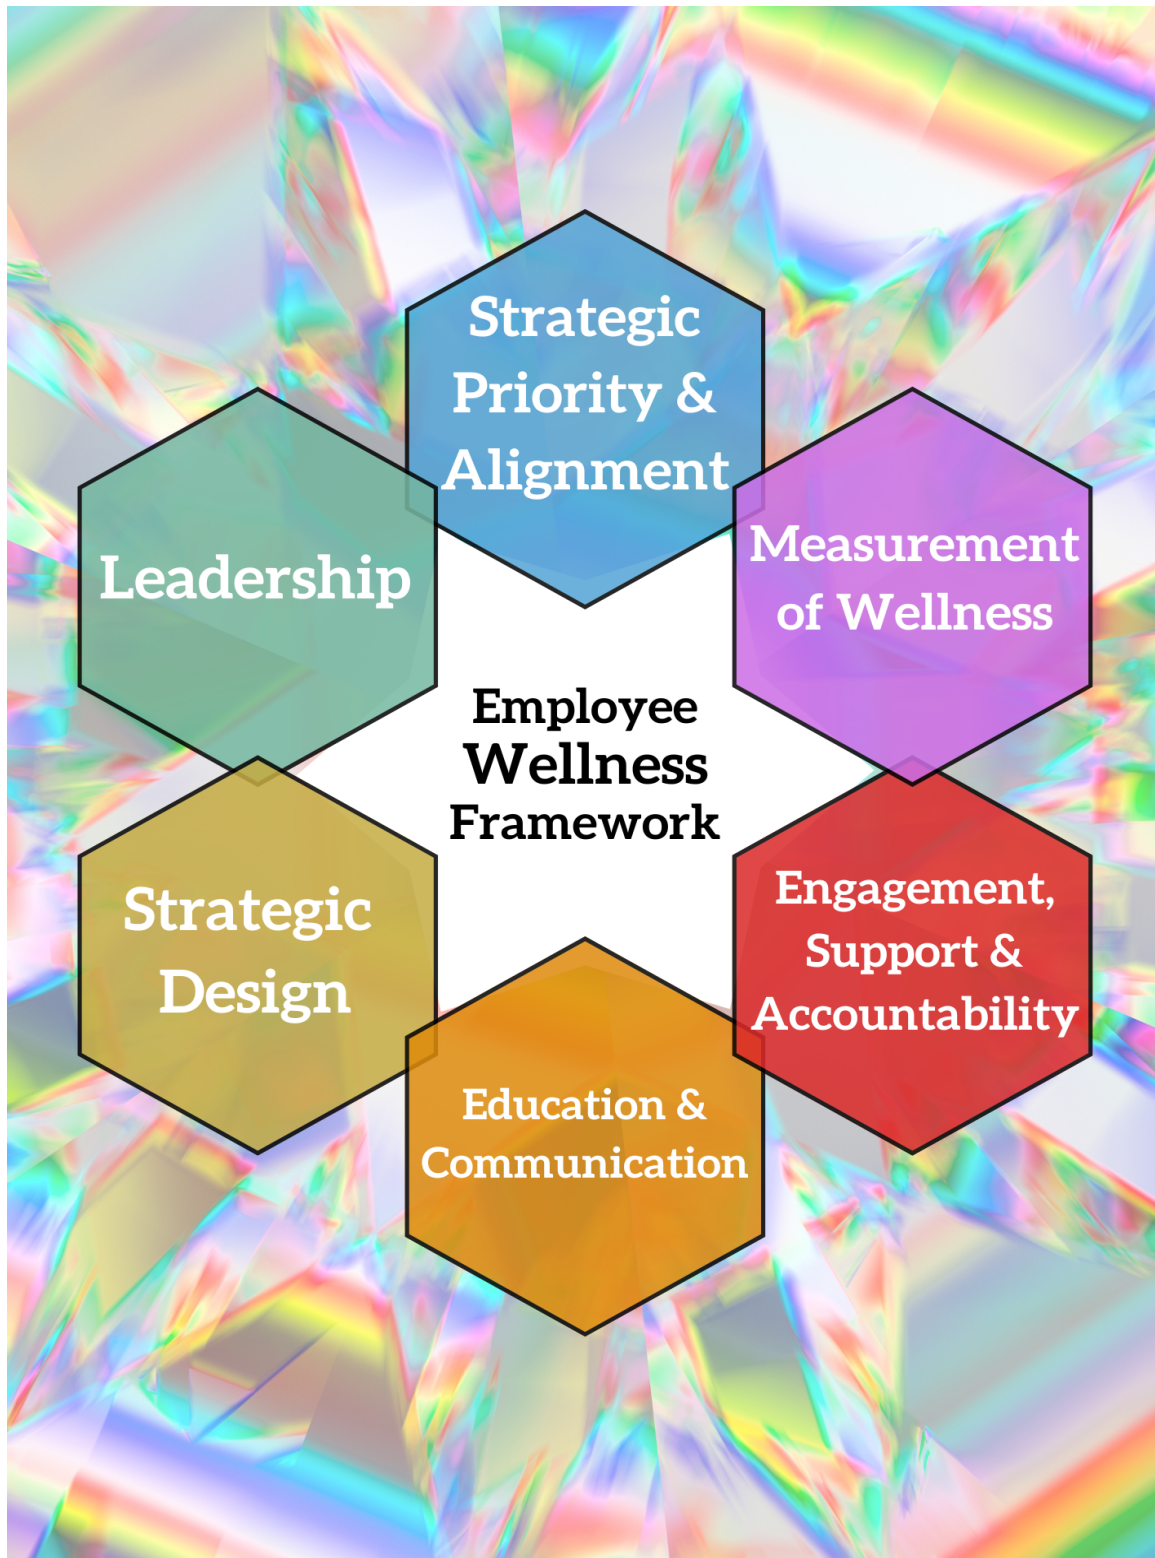 Strategic
Priority &
Alignment
Leadership
Measurement
of Wellness
Employee
Wellness
Framework
Strategic
Design
Engagement,
Support &
Accountability
Education &
Communication